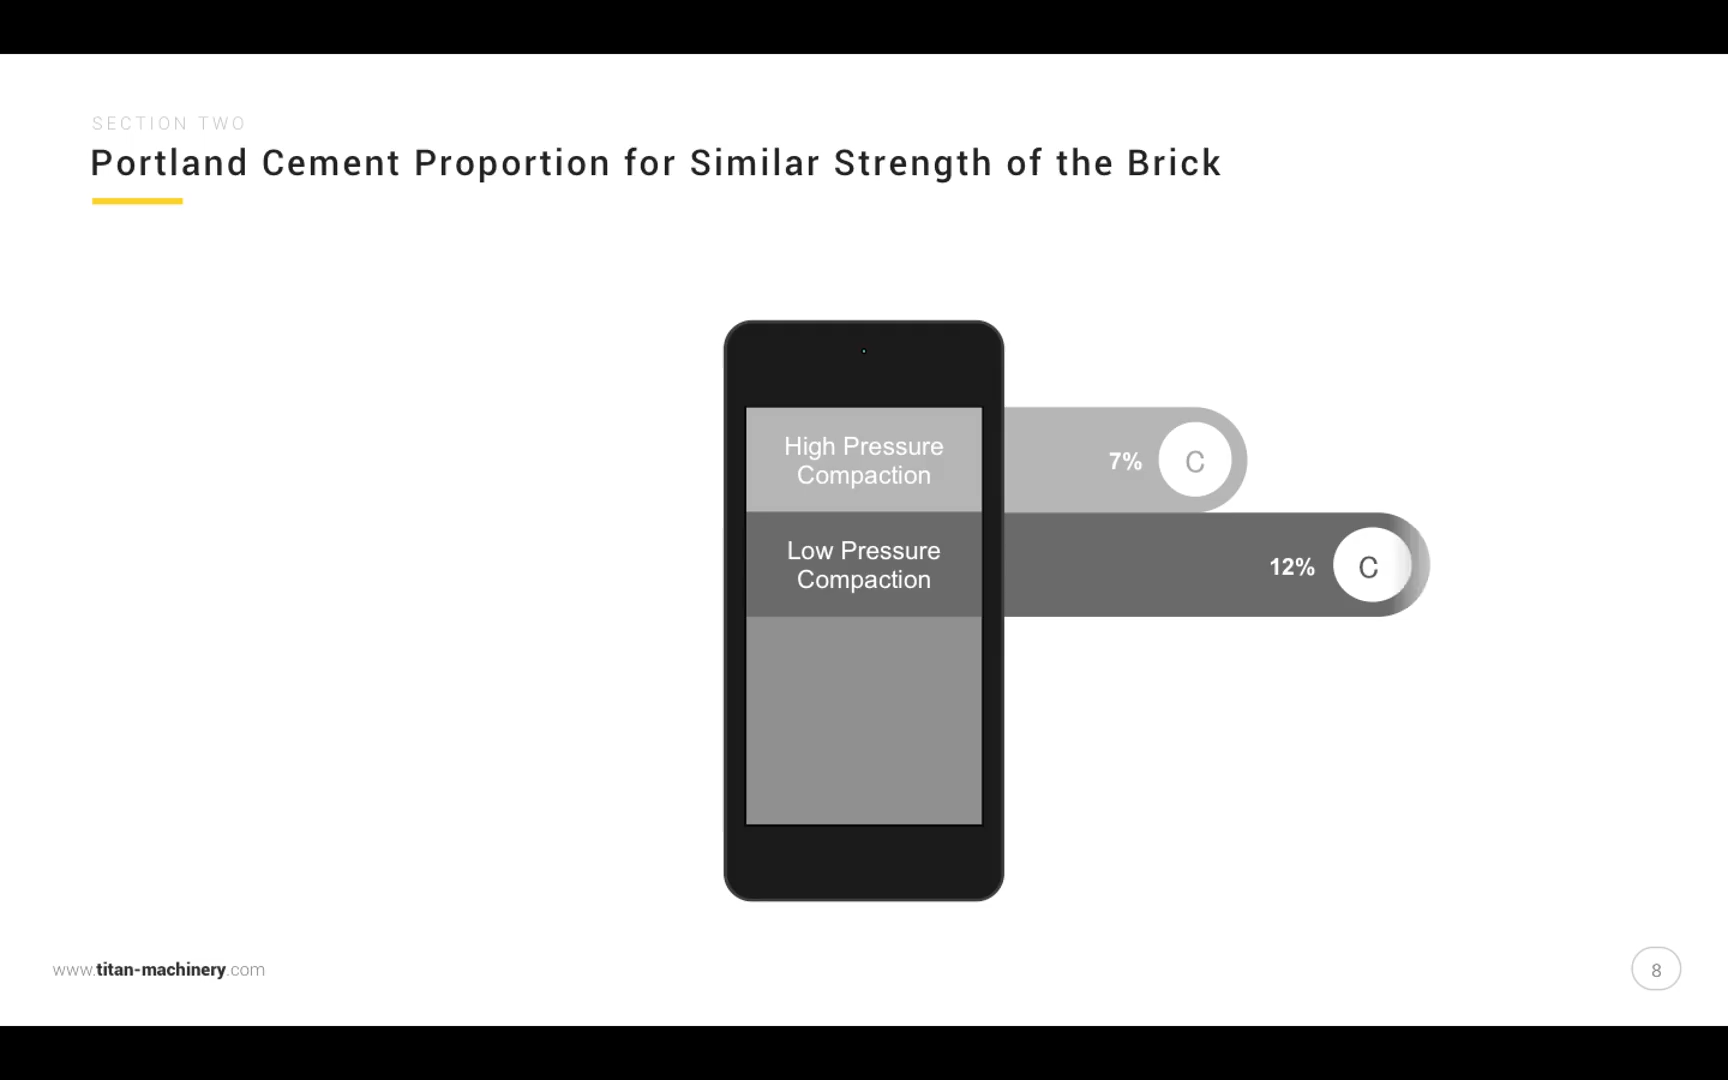 SECTION TWO
Portland Cement Proportion for Similar Strength of the Brick
High Pressure
Compaction
7%
C
Low Pressure
Compaction
12%
C
www.titan-machinery.com
8